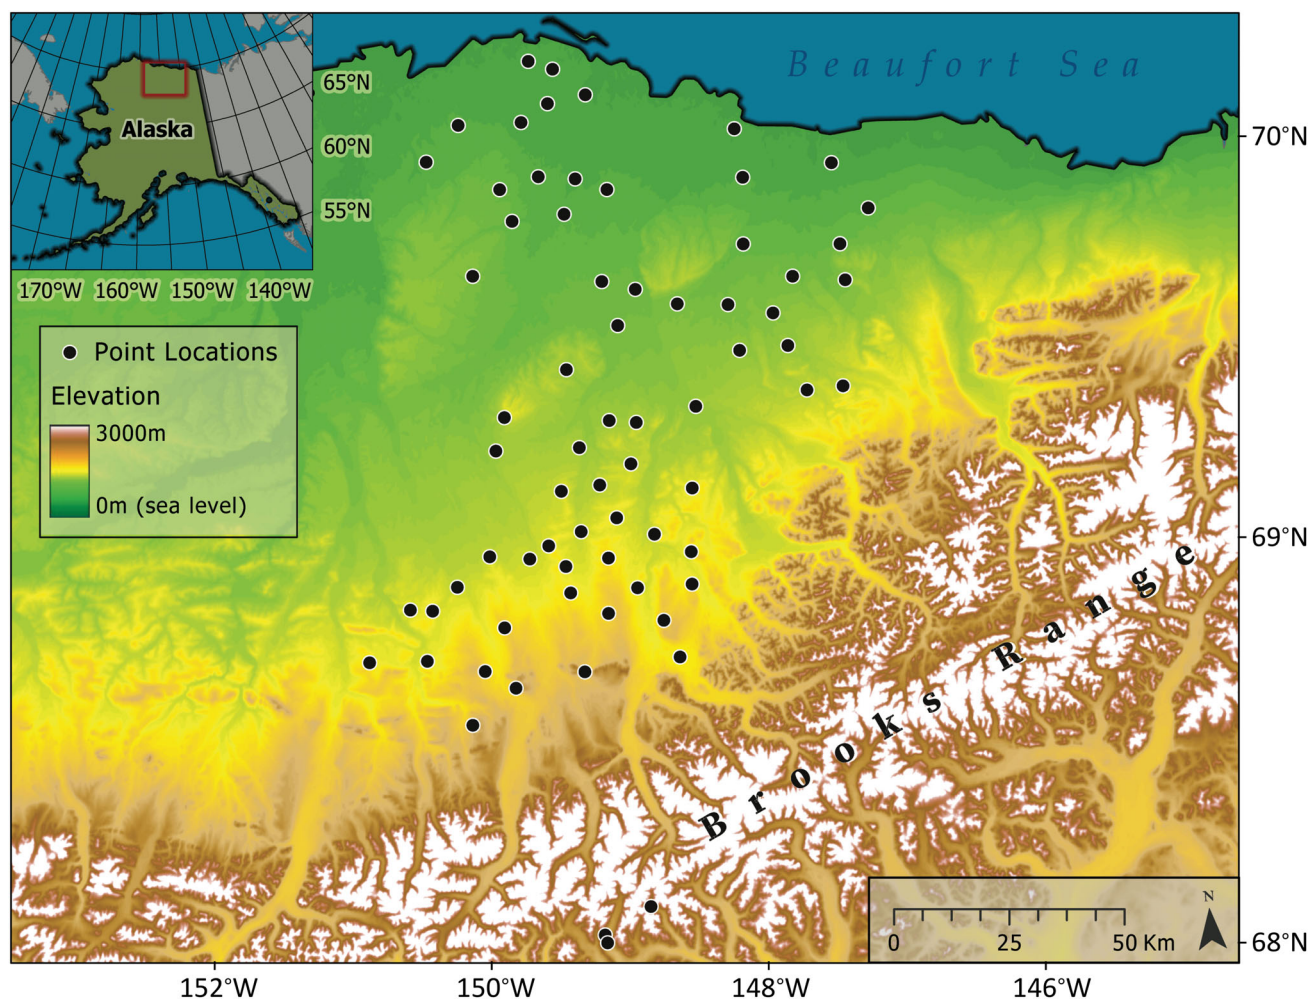 Beaufort Sea
65°N
Alaska
60°N
55°N
70°N
170°W 160°W 150°W 140°W
Point Locations
Elevation
3000m
0m (sea level)
69°N
Brooks Range
N
0 25 50 Km
68°N
152°W 150°W 148°W 146°W